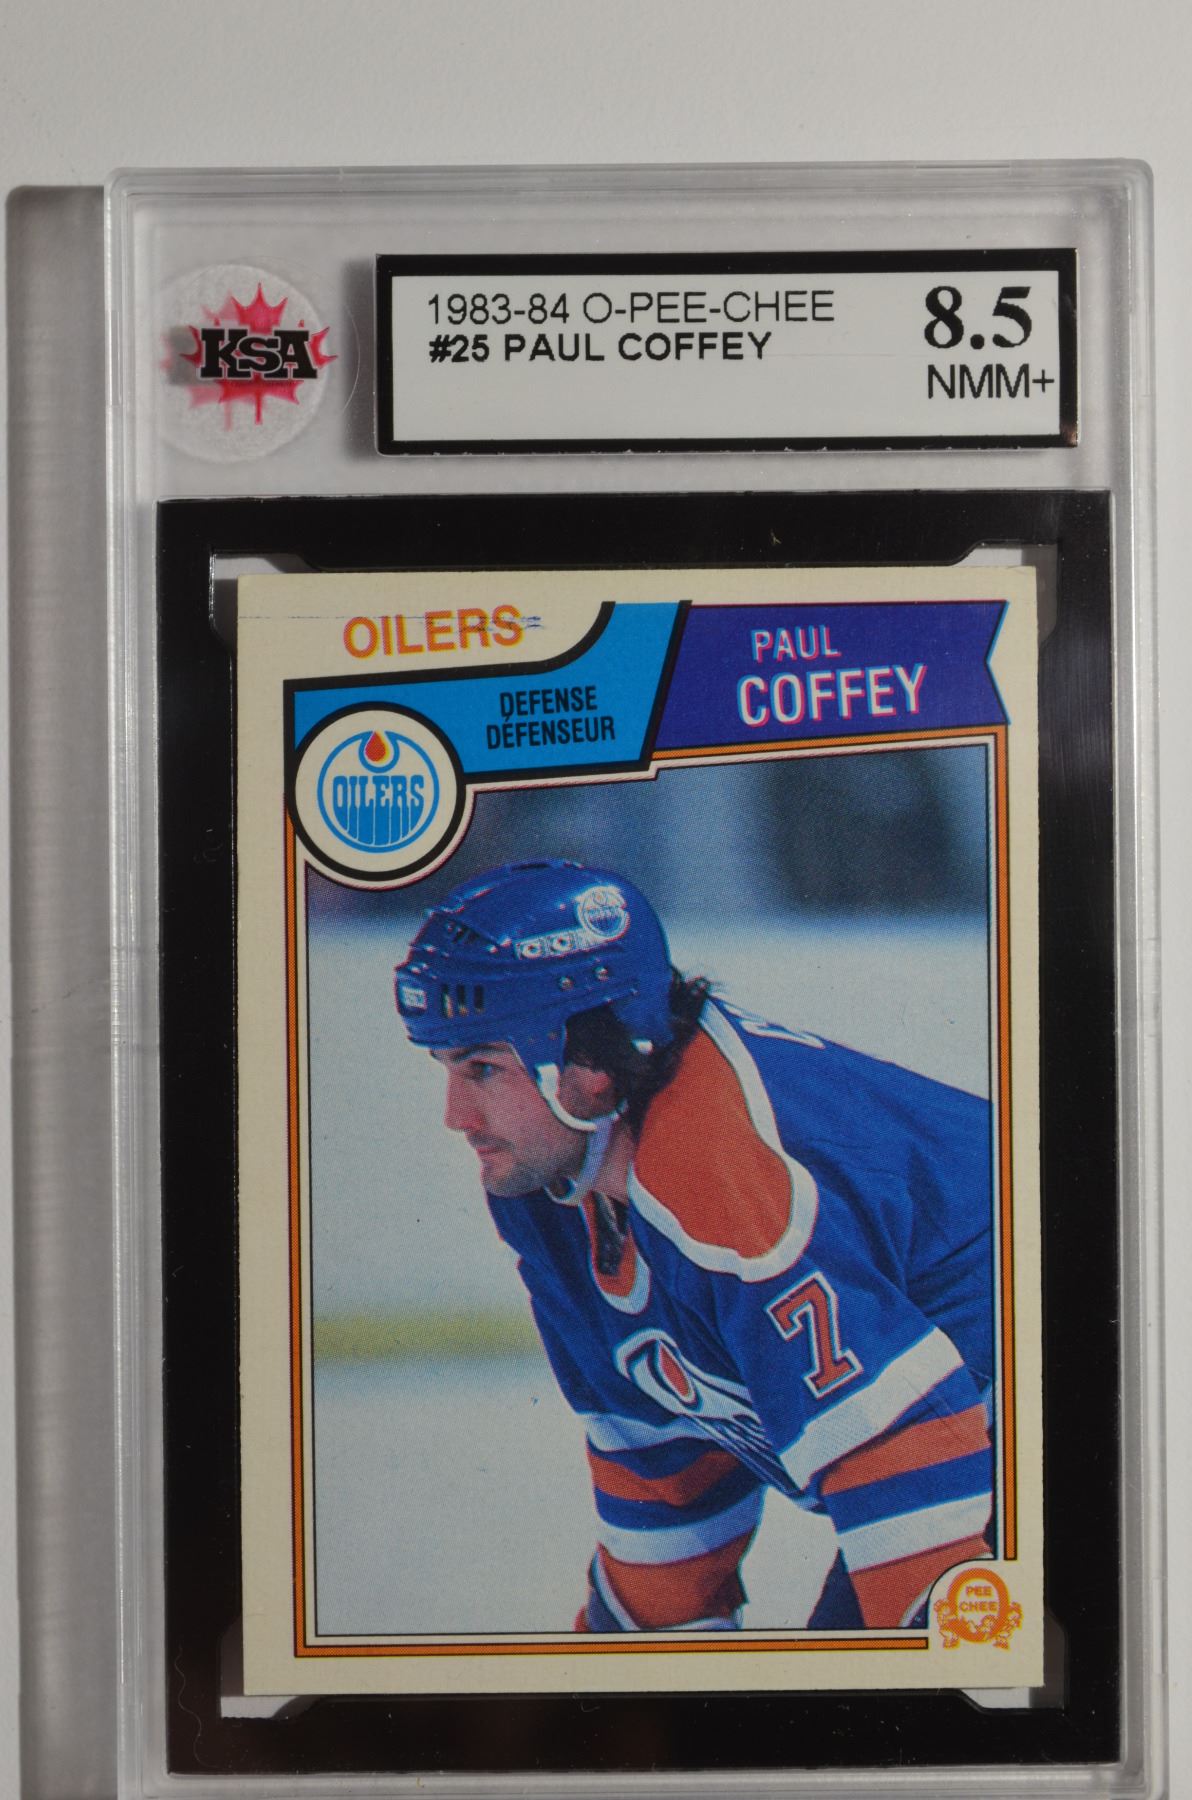 KSA
1983-84 O-PEE-CHEE
#25 PAUL COFFEY
8.5
NMM+
OILERS
PAUL
COFFEY
DEFENSE
DÉFENSEUR
OILERS
7
PEE
CHEE